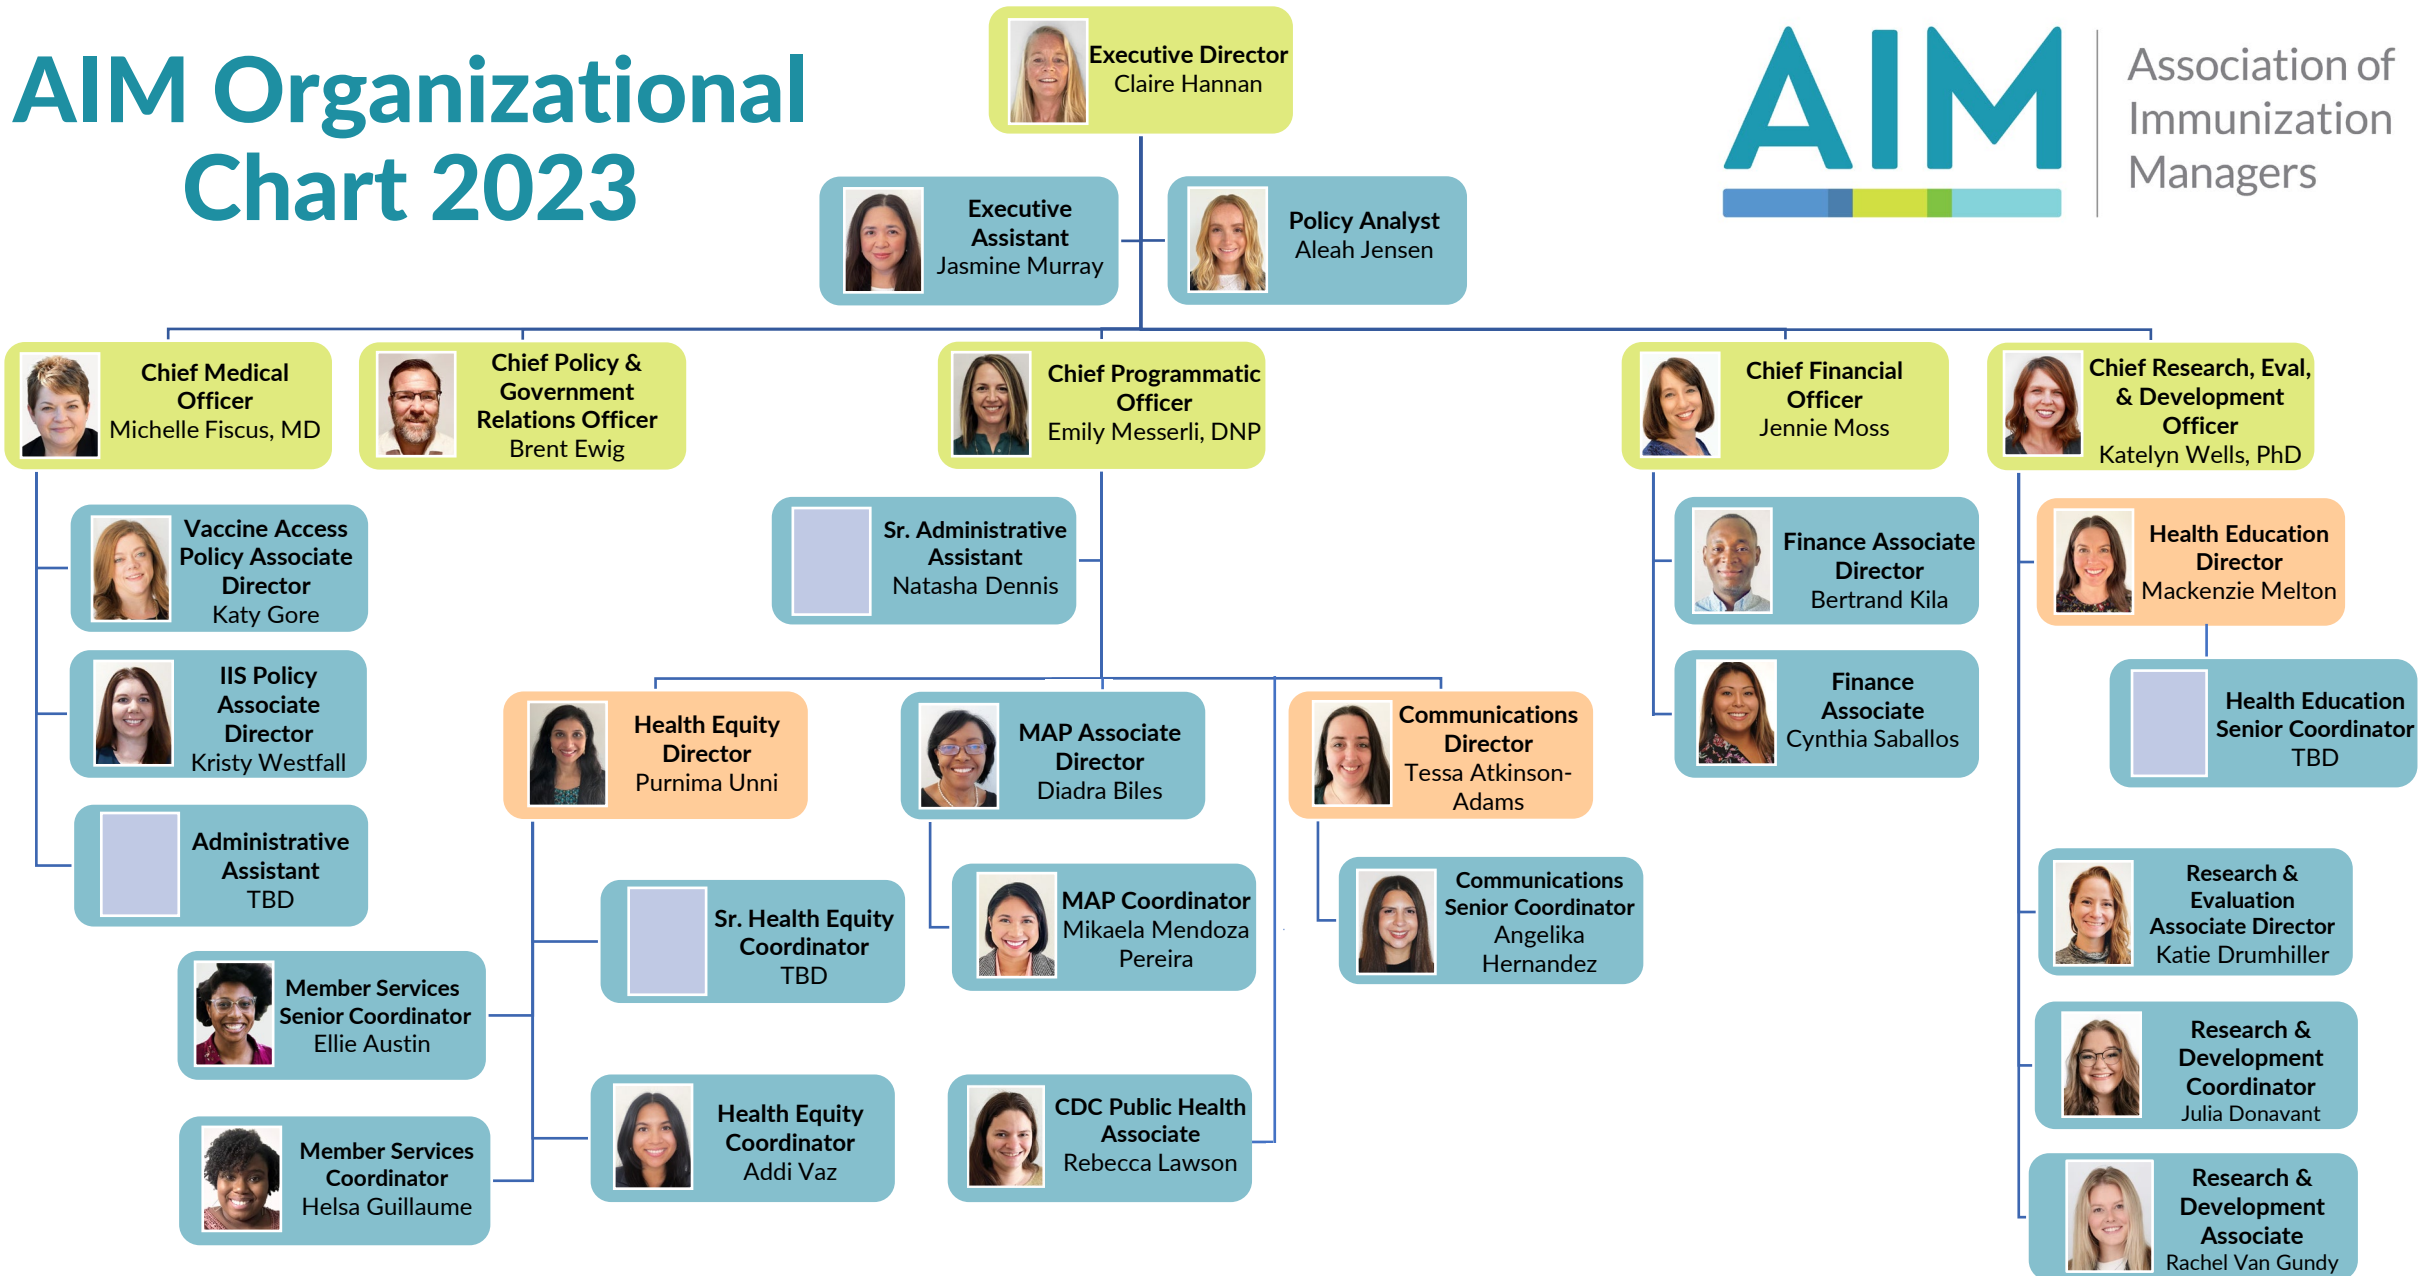 AIM Organizational
Chart 2023
Executive Director
Claire Hannan
AIM
Association of
Immunization
Managers
Executive
Assistant
Jasmine Murray
Policy Analyst
Aleah Jensen
Chief Medical
Officer
Michelle Fiscus, MD
Chief Policy &
Government
Relations Officer
Brent Ewig
Chief Programmatic
Officer
Emily Messerli, DNP
Chief Financial
Officer
Jennie Moss
Chief Research, Eval,
& Development
Officer
Katelyn Wells, PhD
Vaccine Access
Policy Associate
Director
Katy Gore
IIS Policy
Associate
Director
Kristy Westfall
Administrative
Assistant
TBD
Sr. Administrative
Assistant
Natasha Dennis
Health Equity
Director
Purnima Unni
Sr. Health Equity
Coordinator
TBD
Member Services
Senior Coordinator
Ellie Austin
Health Equity
Coordinator
Addi Vaz
Member Services
Coordinator
Helsa Guillaume
MAP Associate
Director
Diadra Biles
MAP Coordinator
Mikaela Mendoza
Pereira
CDC Public Health
Associate
Rebecca Lawson
Communications
Director
Tessa Atkinson-
Adams
Communications
Senior Coordinator
Angelika
Hernandez
Finance Associate
Director
Bertrand Kila
Finance
Associate
Cynthia Saballos
Health Education
Director
Mackenzie Melton
Health Education
Senior Coordinator
TBD
Research &
Evaluation
Associate Director
Katie Drumhiller
Research &
Development
Coordinator
Julia Donavant
Research &
Development
Associate
Rachel Van Gundy